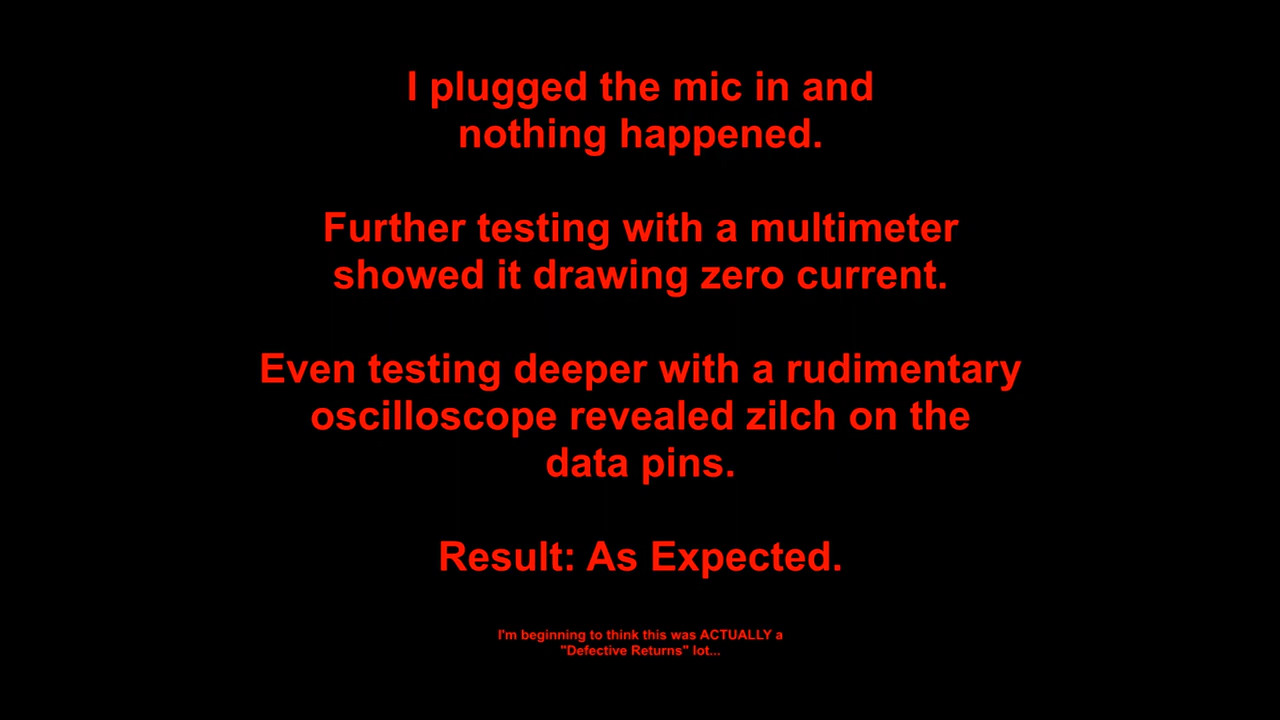 I plugged the mic in and
nothing happened.
Further testing with a multimeter
showed it drawing zero current.
Even testing deeper with a rudimentary
oscilloscope revealed zilch on the
data pins.
Result: As Expected.
I'm beginning to think this was ACTUALLY a
"Defective Returns" lot...